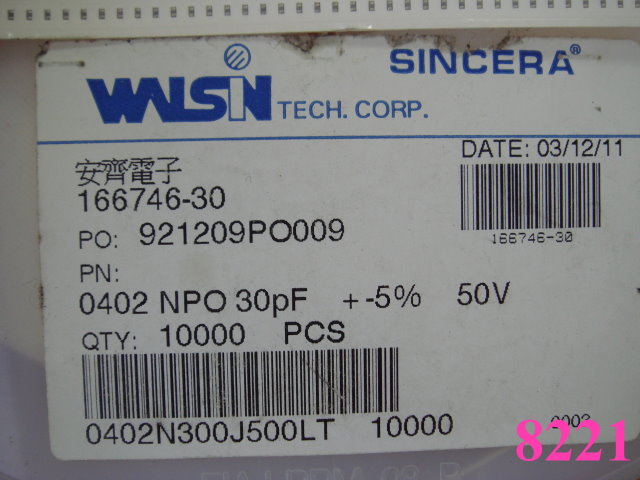 SINCERA®
WALSIN TECH. CORP.
DATE: 03/12/11
安齊電子
166746-30
166746-30
PO: 921209PO009
PN:
0402 NPO 30pF +-5% 50V
QTY: 10000 PCS
0402N300J500LT 10000
8221